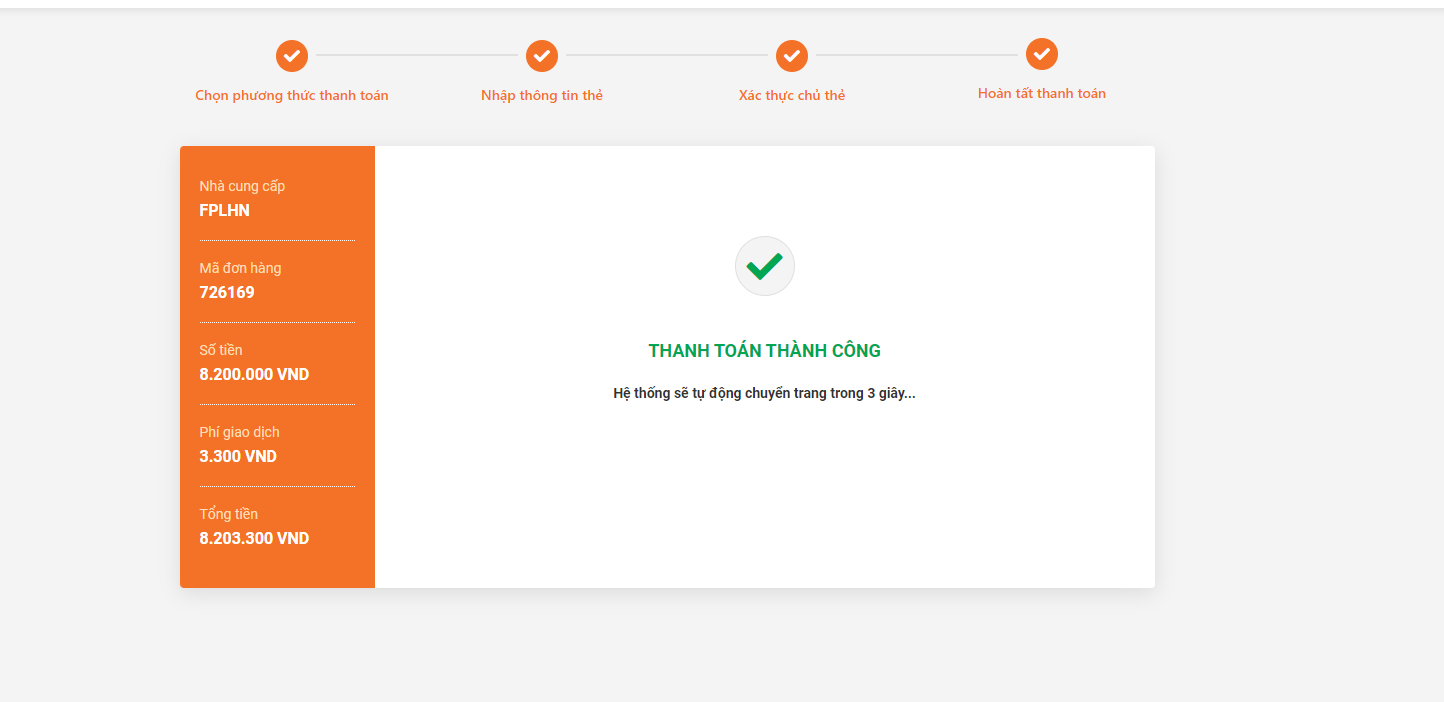 Chọn phương thức thanh toán
Nhập thông tin thẻ
Xác thực chủ thẻ
Hoàn tất thanh toán
Nhà cung cấp
FPLHN
Mã đơn hàng
726169
Số tiền
8.200.000 VND
Phí giao dịch
3.300 VND
Tổng tiền
8.203.300 VND
THANH TOÁN THÀNH CÔNG
Hệ thống sẽ tự động chuyển trang trong 3 giây...